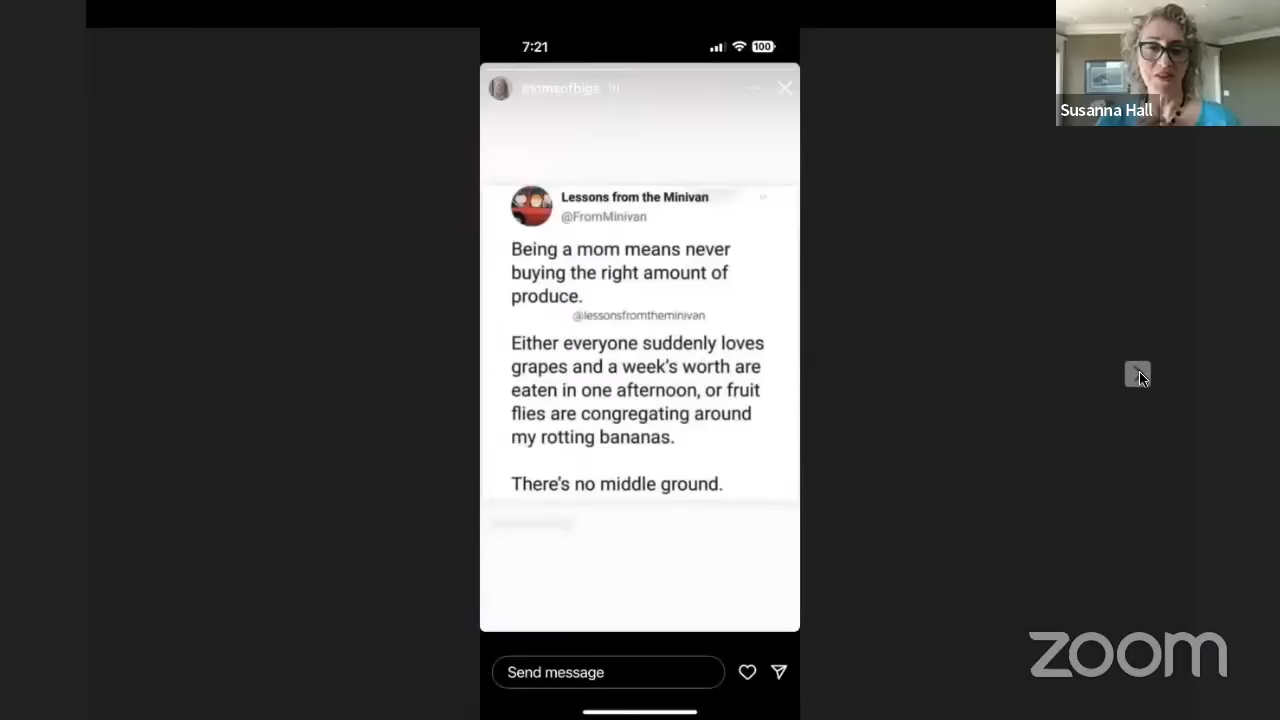 7:21
100
momsofbigs 1h
Susanna Hall
Lessons from the Minivan
@FromMinivan
Being a mom means never
buying the right amount of
produce.
@lessonsfromtheminivan
Either everyone suddenly loves
grapes and a week's worth are
eaten in one afternoon, or fruit
flies are congregating around
my rotting bananas.
There's no middle ground.
Send message
zoom